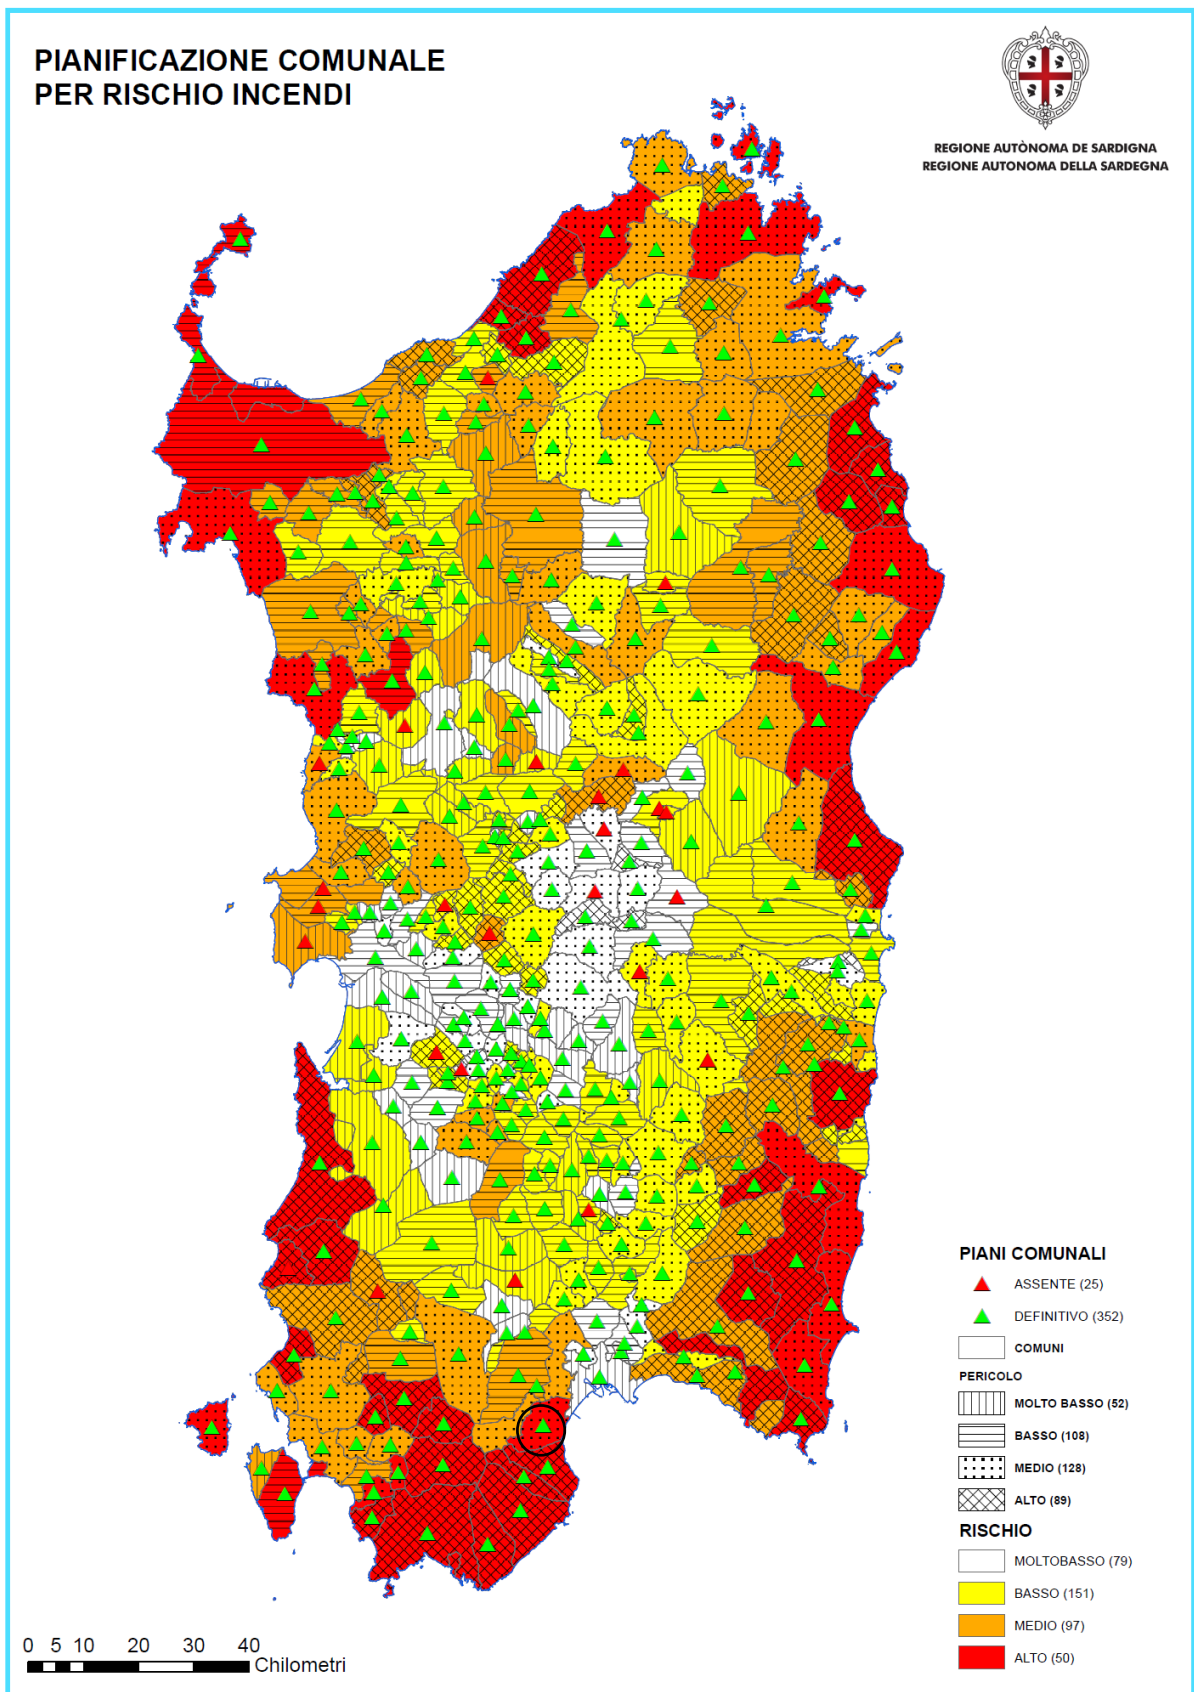 PIANIFICAZIONE COMUNALE
PER RISCHIO INCENDI
REGIONE AUTÒNOMA DE SARDIGNA
REGIONE AUTONOMA DELLA SARDEGNA
PIANI COMUNALI
ASSENTE (25)
DEFINITIVO (352)
COMUNI
PERICOLO
MOLTO BASSO (52)
BASSO (108)
MEDIO (128)
ALTO (89)
RISCHIO
MOLTOBASSO (79)
BASSO (151)
MEDIO (97)
ALTO (50)
0 5 10 20 30 40
Chilometri